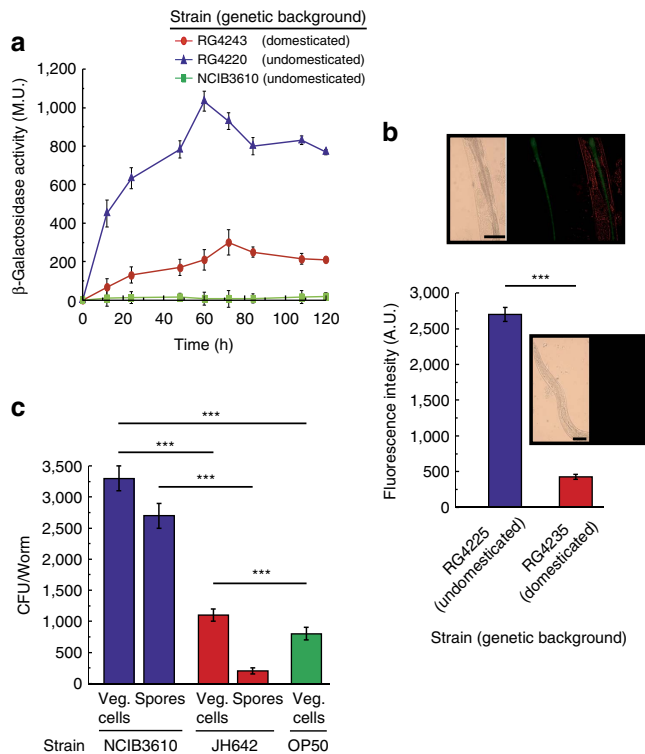 Strain (genetic background)
a
RG4243 (domesticated)
RG4220 (undomesticated)
NCIB3610 (undomesticated)
β-Galactosidase activity (M.U.)
1,000
800
600
400
200
0
0 20 40 60 80 100 120
Time (h)
b
***
3,000
2,500
2,000
1,500
1,000
500
0
Fluorescence intesity (A.U.)
RG4225 (undomesticated)
RG4235 (domesticated)
Strain (genetic background)
c
***
***
***
***
3,500
3,000
2,500
2,000
1,500
1,000
500
0
CFU/Worm
Veg. Spores Veg. Spores Veg.
cells cells cells
Strain NCIB3610 JH642 OP50